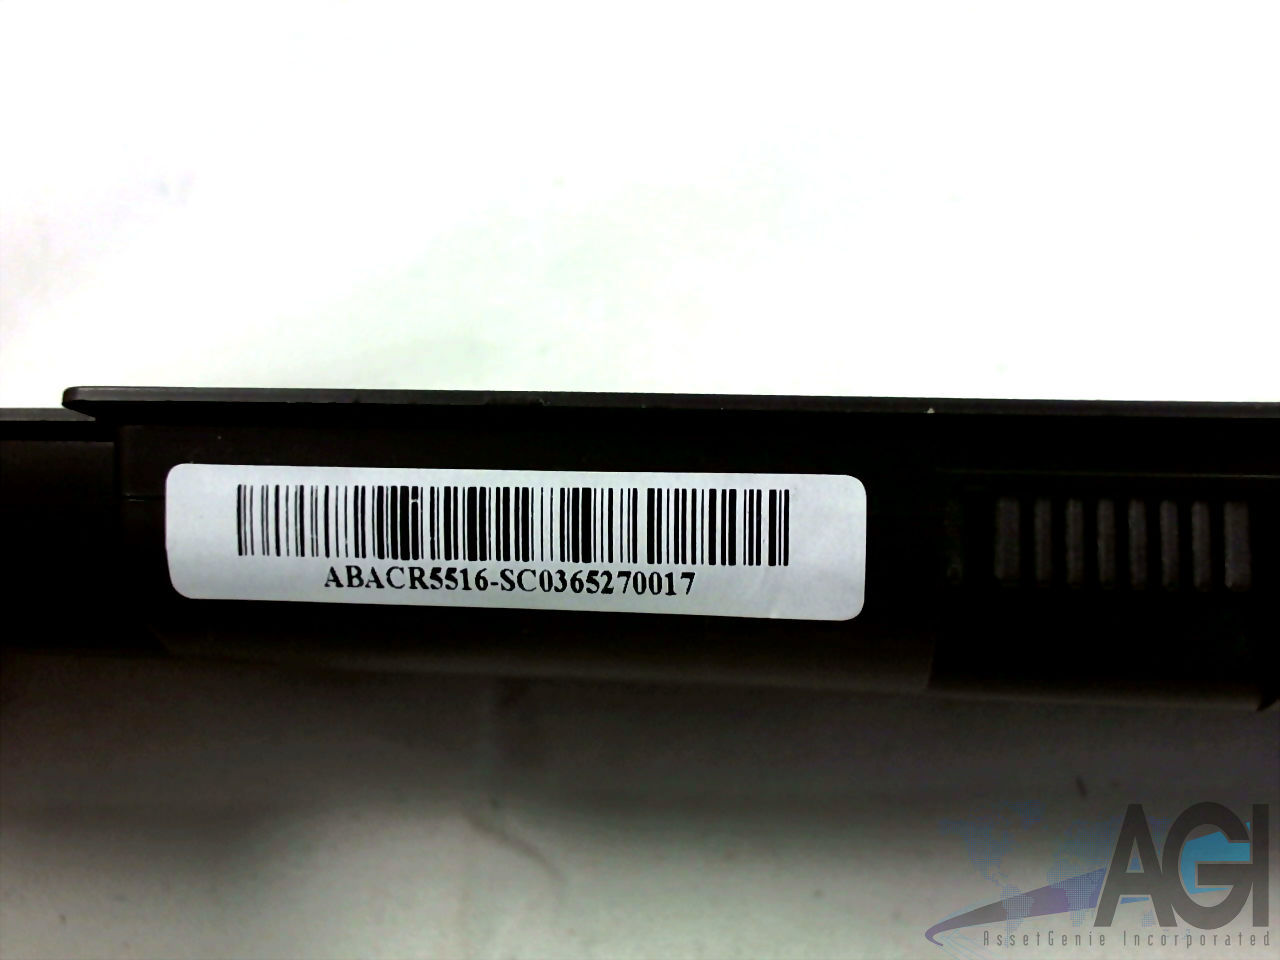 ABACR5516-SC0365270017
AGI
AssetGenie Incorporated